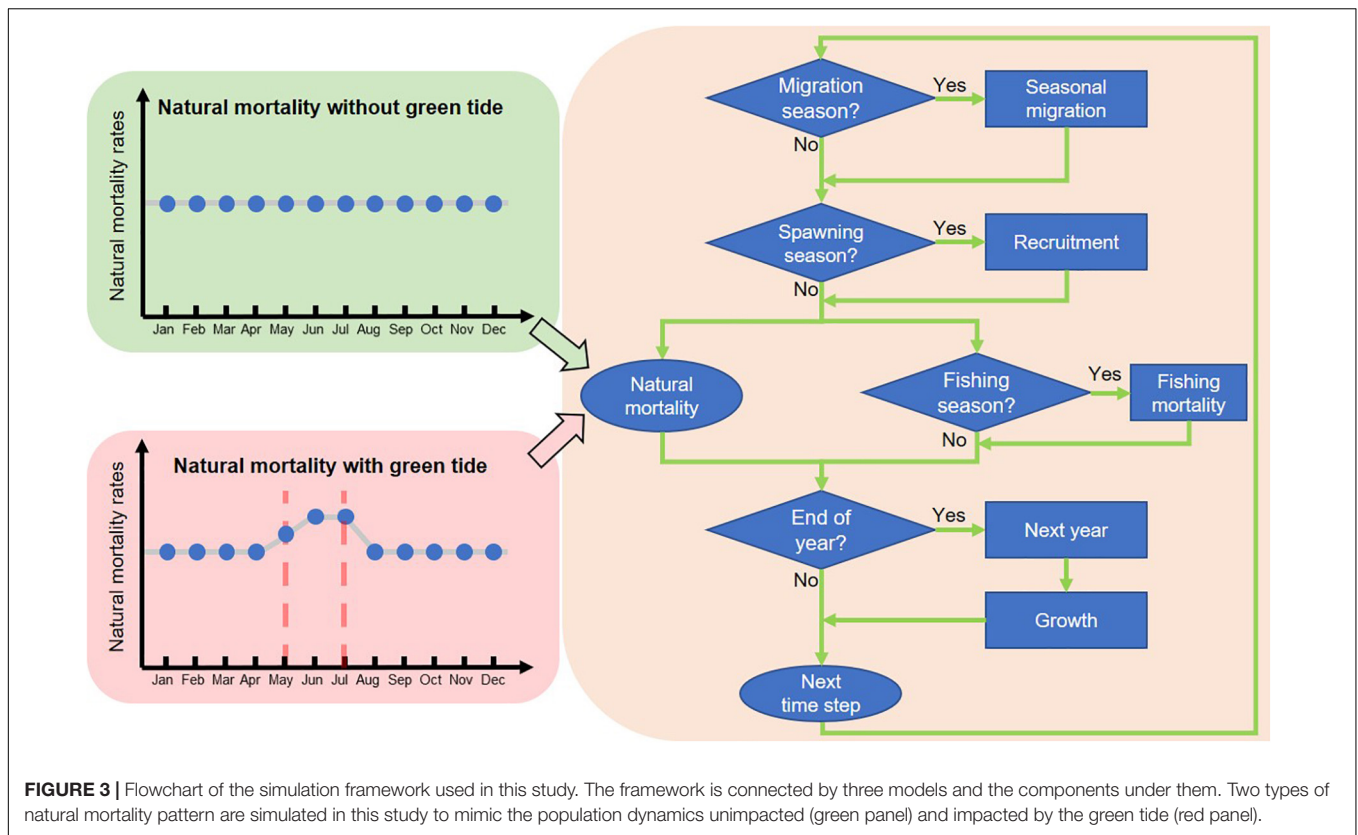 Natural mortality without green tide
Natural mortality rates
Jan Feb Mar Apr May Jun Jul Aug Sep Oct Nov Dec
Natural mortality with green tide
Natural mortality rates
Jan Feb Mar Apr May Jun Jul Aug Sep Oct Nov Dec
Migration
season?
Yes
Seasonal
migration
No
Spawning
season?
Yes
Recruitment
No
Natural
mortality
Fishing
season?
Yes
Fishing
mortality
No
End of
year?
Yes
Next year
No
Growth
Next
time step
FIGURE 3 | Flowchart of the simulation framework used in this study. The framework is connected by three models and the components under them. Two types of
natural mortality pattern are simulated in this study to mimic the population dynamics unimpacted (green panel) and impacted by the green tide (red panel).